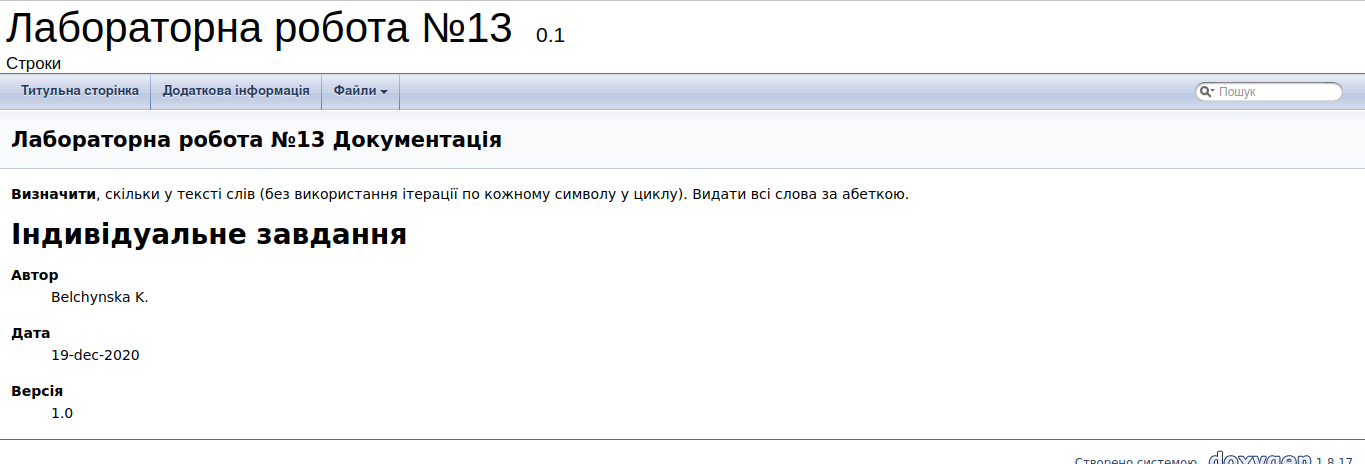 Лабораторна робота №13 0.1
Строки
Титульна сторінка Додаткова інформація Файли Пошук
Лабораторна робота №13 Документація
Визначити, скільки у тексті слів (без використання ітерації по кожному символу у циклу). Видати всі слова за абеткою.
Індивідуальне завдання
Автор
Belchynska K.
Дата
19-dec-2020
Версія
1.0
Створено системою doxygen 1.8.17